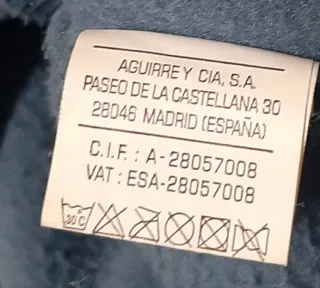 AGUIRRE Y CIA, S.A.
PASEO DE LA CASTELLANA 30
28046 MADRID (ESPAÑA)
C.I.F. : A-28057008
VAT : ESA-28057008
30 C